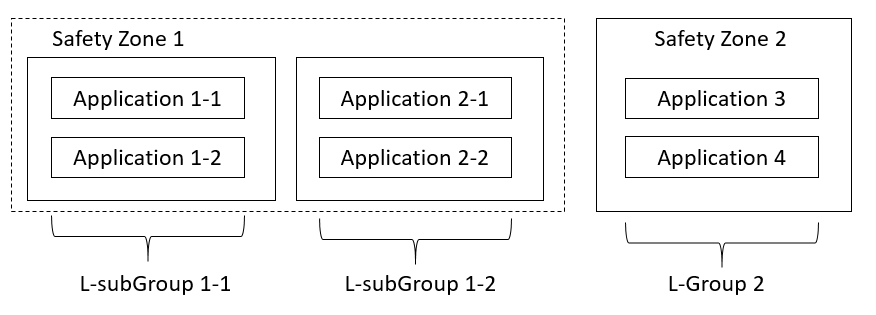 Safety Zone 1
Application 1-1
Application 1-2
Application 2-1
Application 2-2
L-subGroup 1-1
L-subGroup 1-2
Safety Zone 2
Application 3
Application 4
L-Group 2